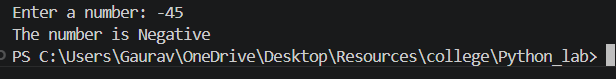 Enter a number: -45
The number is Negative
PS C:\Users\Gaurav\OneDrive\Desktop\Resources\college\Python_lab>